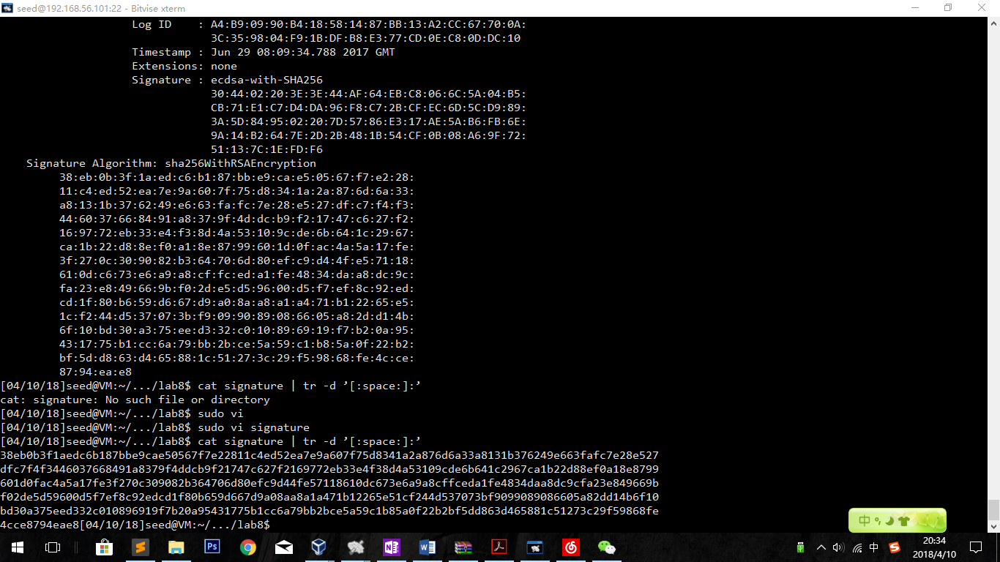 seed@192.168.56.101:22 - Bitvise xterm
Log ID    : A4:B9:09:90:B4:18:58:14:87:BB:13:A2:CC:67:70:0A:
3C:35:98:04:F9:1B:DF:B8:E3:77:CD:0E:C8:0D:DC:10
Timestamp : Jun 29 08:09:34.788 2017 GMT
Extensions: none
Signature : ecdsa-with-SHA256
30:44:02:20:3E:3E:44:AF:64:EB:C8:06:6C:5A:04:B5:
CB:71:E1:C7:D4:DA:96:F8:C7:2B:CF:EC:6D:5C:D9:89:
3A:5D:84:95:02:20:7D:57:86:E3:17:AE:5A:B6:FB:6E:
9A:14:B2:64:7E:2D:2B:48:1B:54:CF:0B:08:A6:9F:72:
51:13:7C:1E:FD:F6
Signature Algorithm: sha256WithRSAEncryption
38:eb:0b:3f:1a:ed:c6:b1:87:bb:e9:ca:e5:05:67:f7:e2:28:
11:c4:ed:52:ea:7e:9a:60:7f:75:d8:34:1a:2a:87:6d:6a:33:
a8:13:1b:37:62:49:e6:63:fa:fc:7e:28:e5:27:df:c7:f4:f3:
44:60:37:66:84:91:a8:37:9f:4d:dc:b9:f2:17:47:c6:27:f2:
16:97:72:eb:33:e4:f3:8d:4a:53:10:9c:de:6b:64:1c:29:67:
ca:1b:22:d8:8e:f0:a1:8e:87:99:60:1d:0f:ac:4a:5a:17:fe:
3f:27:0c:30:90:82:b3:64:70:6d:80:ef:c9:d4:4f:e5:71:18:
61:0d:c6:73:e6:a9:a8:cf:fc:ed:a1:fe:48:34:da:a8:dc:9c:
fa:23:e8:49:66:9b:f0:2d:e5:d5:96:00:d5:f7:ef:8c:92:ed:
cd:1f:80:b6:59:d6:67:d9:a0:8a:a8:a1:a4:71:b1:22:65:e5:
1c:f2:44:d5:37:07:3b:f9:09:90:89:08:66:05:a8:2d:d1:4b:
6f:10:bd:30:a3:75:ee:d3:32:c0:10:89:69:19:f7:b2:0a:95:
43:17:75:b1:cc:6a:79:bb:2b:ce:5a:59:c1:b8:5a:0f:22:b2:
bf:5d:d8:63:d4:65:88:1c:51:27:3c:29:f5:98:68:fe:4c:ce:
87:94:ea:e8
[04/10/18]seed@VM:~/.../lab8$ cat signature | tr -d ’[:space:]:’
cat: signature: No such file or directory
[04/10/18]seed@VM:~/.../lab8$ sudo vi
[04/10/18]seed@VM:~/.../lab8$ sudo vi signature
[04/10/18]seed@VM:~/.../lab8$ cat signature | tr -d ’[:space:]:’
38eb0b3f1aedc6b187bbe9cae50567f7e22811c4ed52ea7e9a607f75d8341a2a876d6a33a8131b376249e663fafc7e28e527
dfc7f4f3446037668491a8379f4ddcb9f21747c627f2169772eb33e4f38d4a53109cde6b641c2967ca1b22d88ef0a18e8799
601d0fac4a5a17fe3f270c309082b364706d80efc9d44fe57118610dc673e6a9a8cffceda1fe4834daa8dc9cfa23e849669b
f02de5d59600d5f7ef8c92edcd1f80b659d667d9a08aa8a1a471b12265e51cf244d537073bf9099089086605a82dd14b6f10
bd30a375eed332c010896919f7b20a95431775b1cc6a79bb2bce5a59c1b85a0f22b2bf5dd863d465881c51273c29f59868fe
4cce8794eae8[04/10/18]seed@VM:~/.../lab8$
中
Ps
N
W
中
S
20:34
2018/4/10